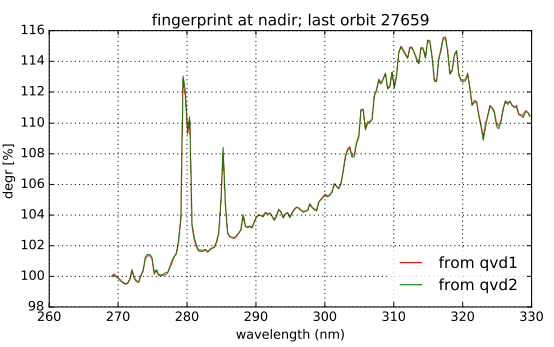 fingerprint at nadir; last orbit 27659
116
114
112
110
108
106
104
102
100
98
degr [%]
260 270 280 290 300 310 320 330
wavelength (nm)
from qvd1
from qvd2